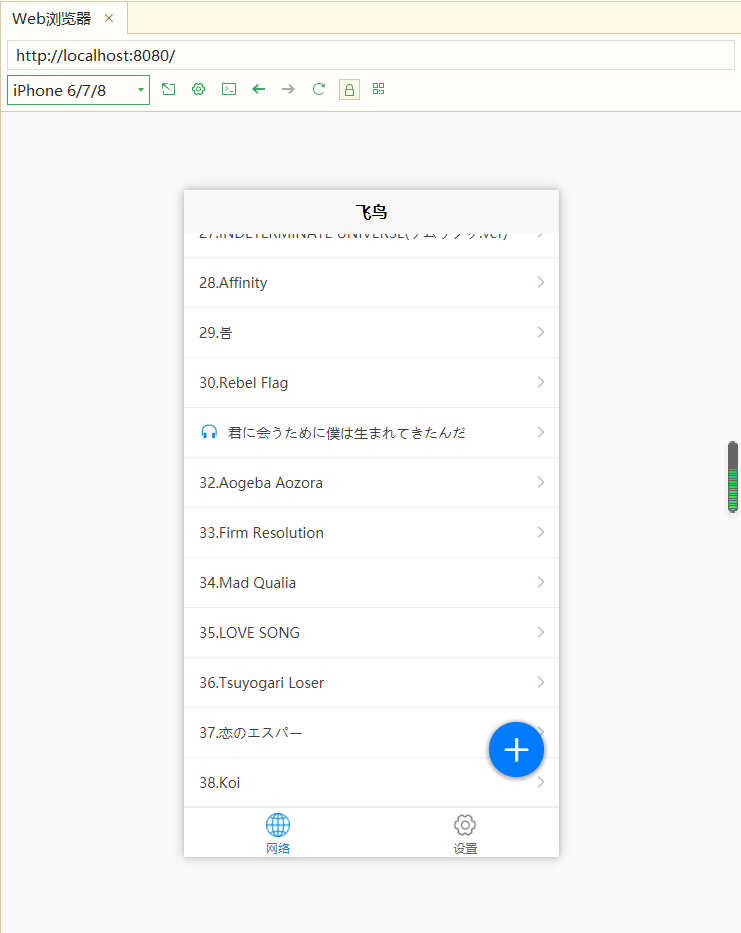 Web浏览器
http://localhost:8080/
iPhone 6/7/8
飞鸟
27.INDETERMINATE UNIVERSE(
28.Affinity
29.봄
30.Rebel Flag
君に会うために僕は生まれてきたんだ
32.Aogeba Aozora
33.Firm Resolution
34.Mad Qualia
35.LOVE SONG
36.Tsuyogari Loser
37.恋のエスパー
38.Koi
网络
设置